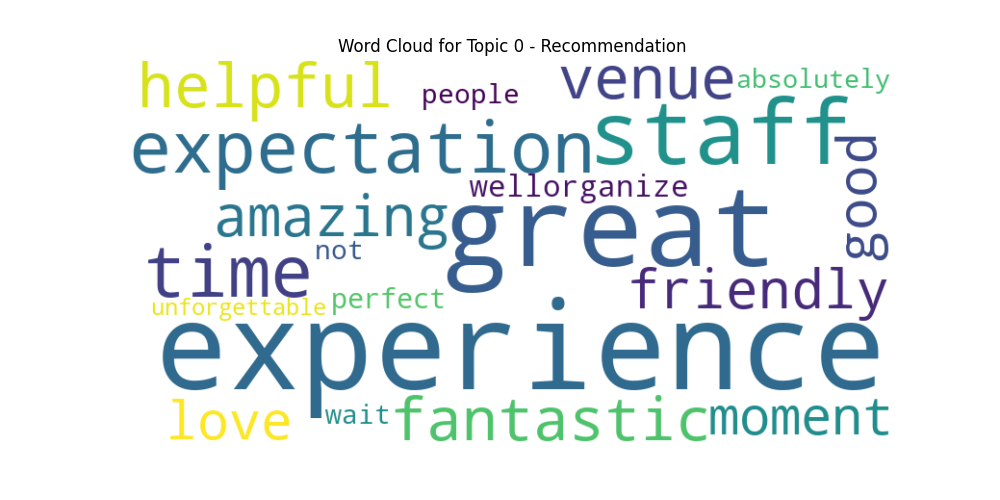 Word Cloud for Topic 0 - Recommendation
helpful
people
venue
absolutely
expectation
staff
good
wellorganize
amazing
great
not
time
friendly
unforgettable
perfect
experience
love
wait
fantastic
moment